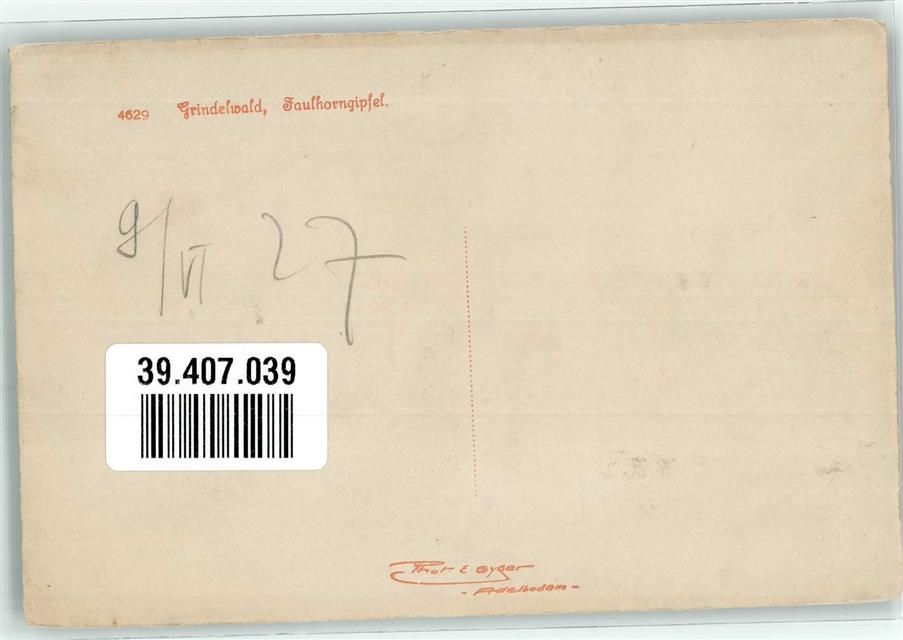 4629 Grindelwald, Faulhorngipfel.
9/VI 27
39.407.039
Phot. E. Gyger
- Adelboden -